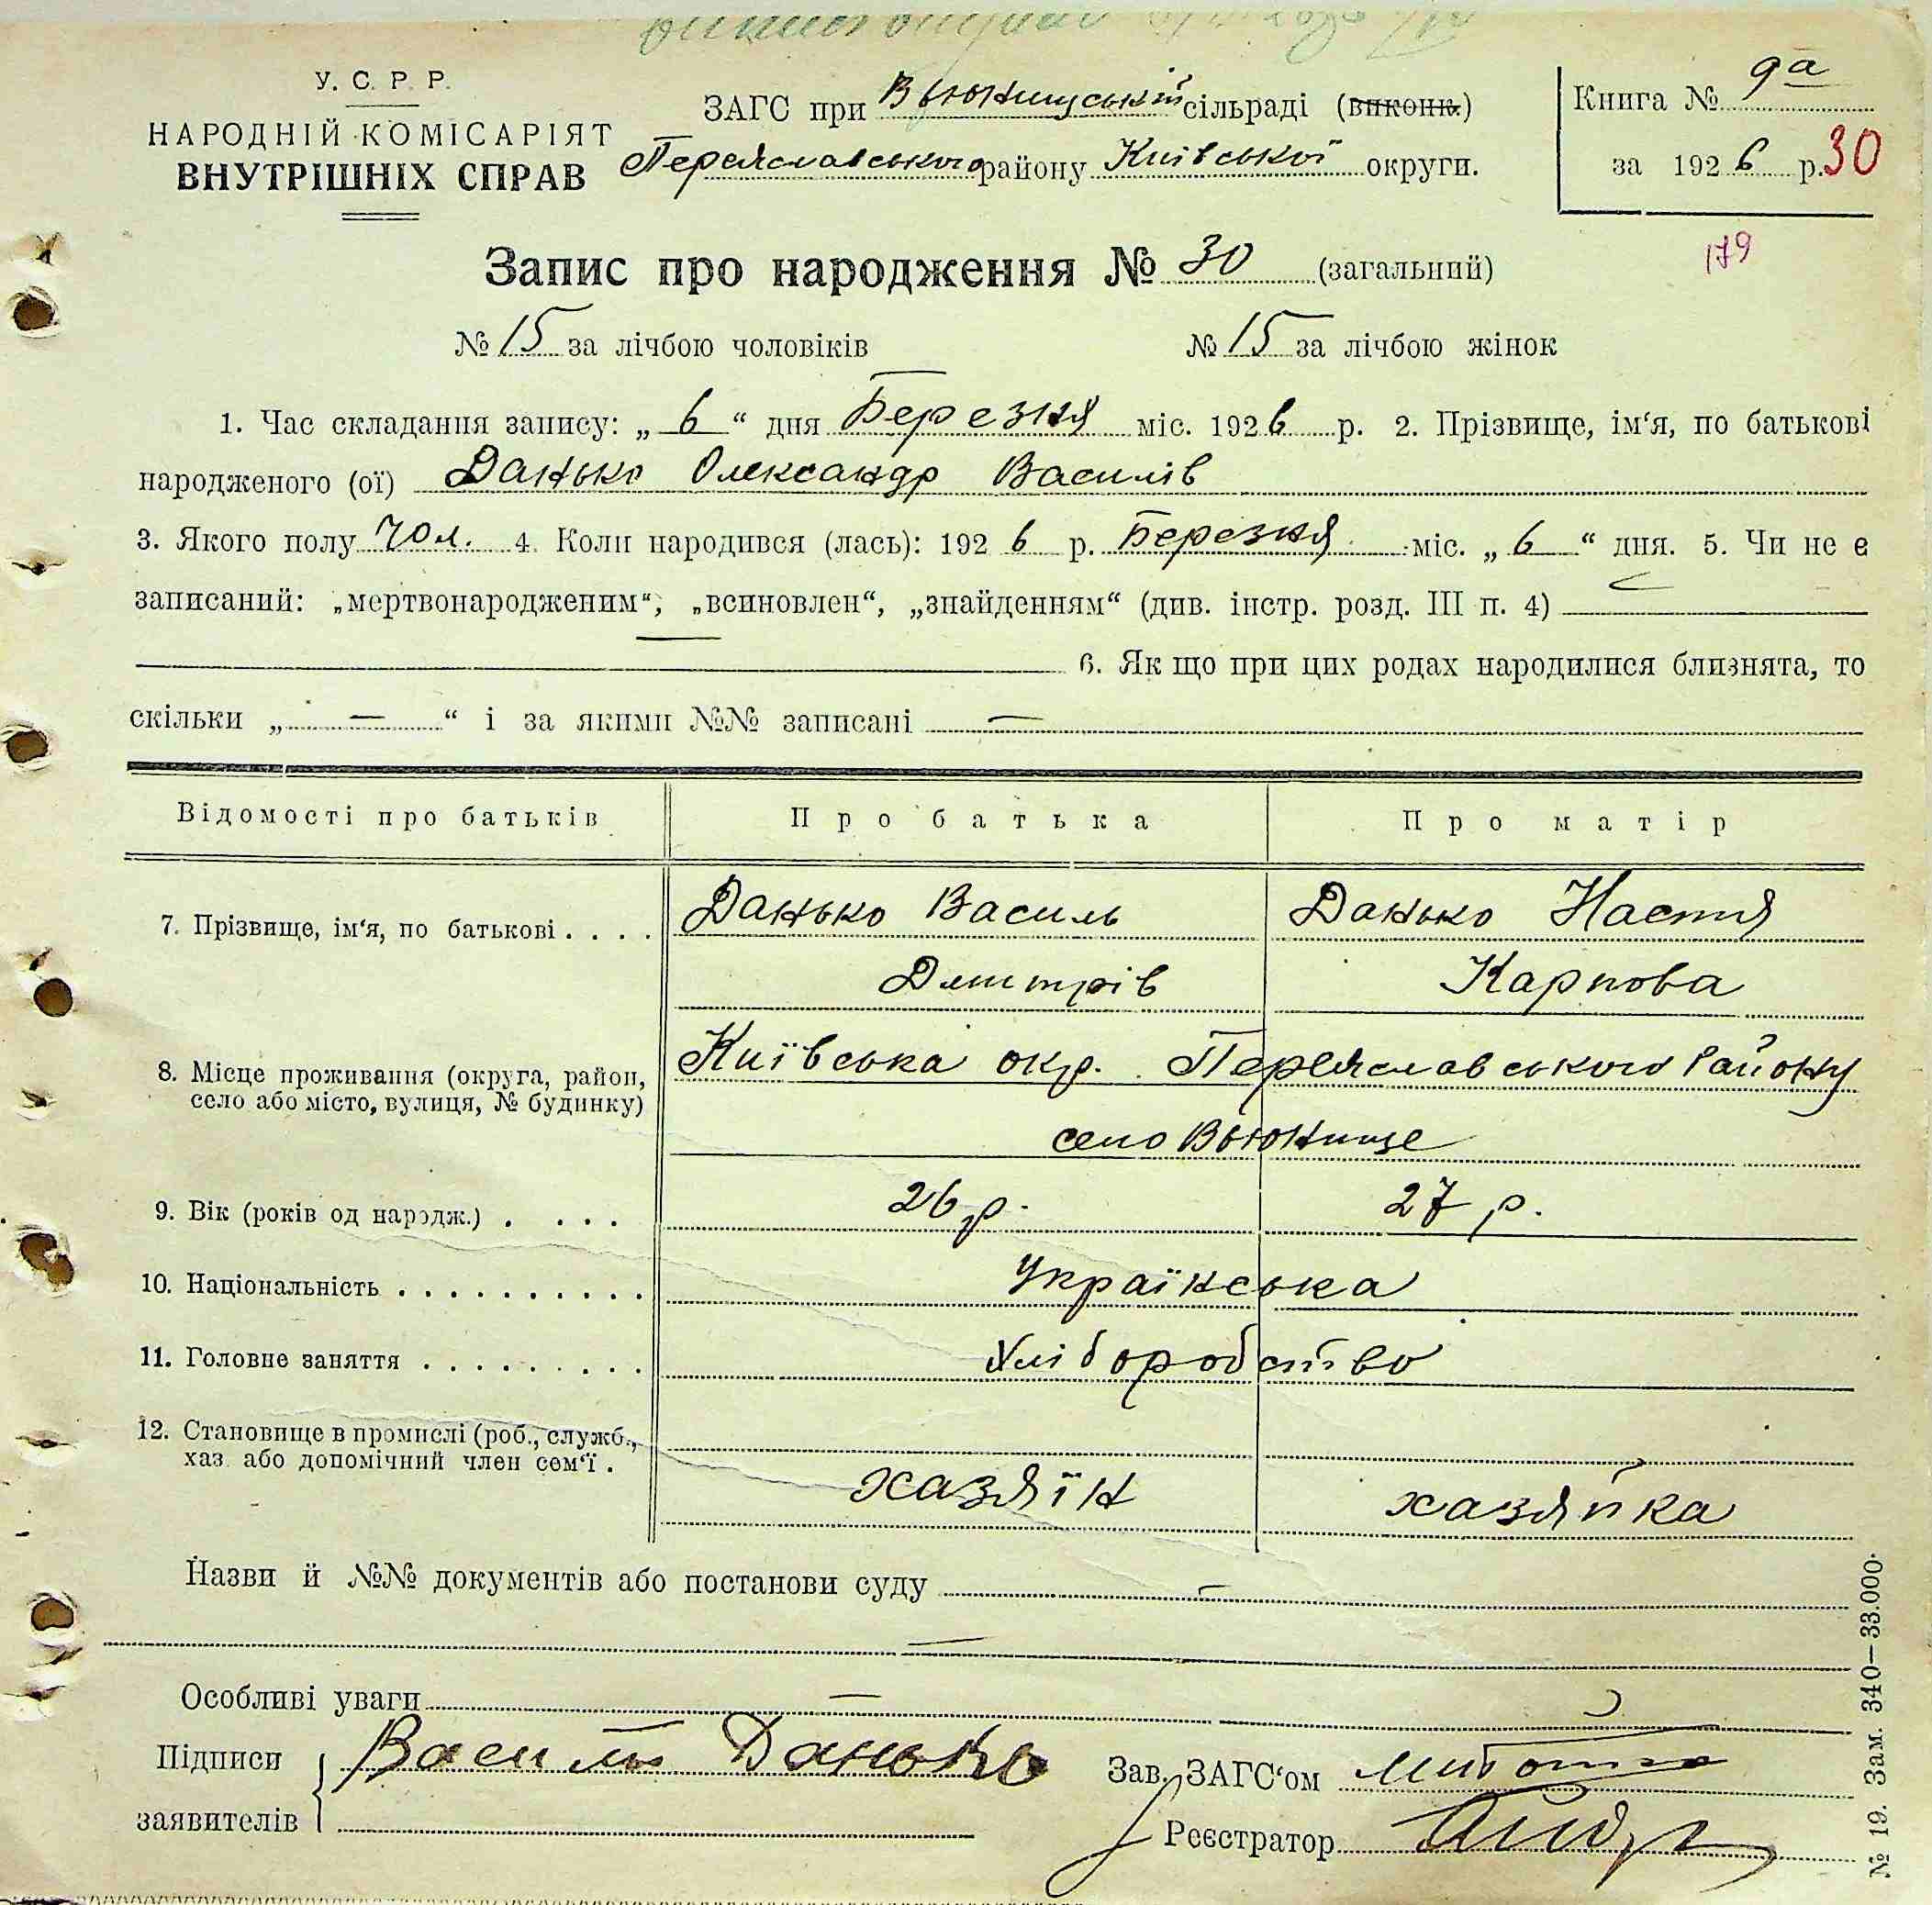 У. С. Р. Р.
НАРОДНІЙ КОМІСАРІЯТ
ВНУТРІШНІХ СПРАВ
ЗАГС при Вьюнищський сільраді (виконк.)
Переяславського району Київської округи.
Книга № 9а
за 1926 р. 30
179
Запис про народження № 30 (загальний)
№ 15 за лічбою чоловіків № 15 за лічбою жінок
1. Час складання запису: „ 6 “ дня Березня міс. 1926 р. 2. Прізвище, ім‘я, по батькові
народженого (ої) Данько Олександр Василів
3. Якого полу чол. 4. Коли народився (лась): 1926 р. Березня міс. „ 6 “ дня. 5. Чи не є
записаний: „мертвонародженим“, „всиновлен“, „знайденням“ (див. інстр. розд. III п. 4)
6. Як що при цих родах народилися близнята, то
скільки „ — “ і за якими №№ записані —
Відомості про батьків Про батька Про матір
7. Прізвище, ім‘я, по батькові . . . . Данько Василь Данько Настя
Дмитрів Карпова
8. Місце проживання (округа, район, Київська окр. Переяславського Району
село або місто, вулиця, № будинку)
село Вьюнище
9. Вік (років од народж.) . . . . 26 р. 27 р.
10. Національність . . . . . . . . . . Українська
11. Головне заняття . . . . . . . . . Хліборобство
12. Становище в промислі (роб., служб.,
хаз. або допомічний член сем‘ї .
хазяїн хазяйка
Назви й №№ документів або постанови суду —
—
Особливі уваги —
Підписи Василь Данько Зав. ЗАГС‘ом
заявителів Реєстратор
№ 19. Зам. 340—33.000.